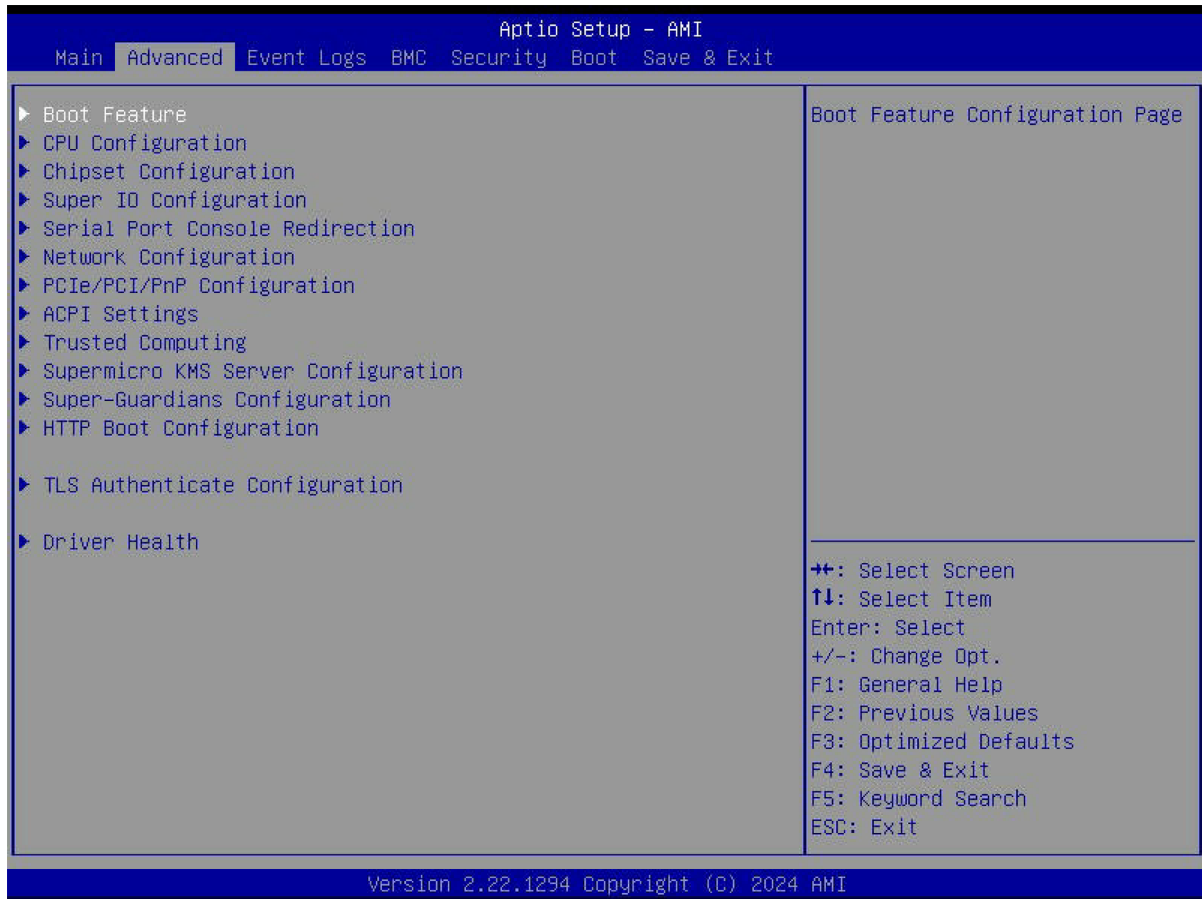 Aptio Setup – AMI
Main Advanced Event Logs BMC Security Boot Save & Exit
▶ Boot Feature
▶ CPU Configuration
▶ Chipset Configuration
▶ Super IO Configuration
▶ Serial Port Console Redirection
▶ Network Configuration
▶ PCIe/PCI/PnP Configuration
▶ ACPI Settings
▶ Trusted Computing
▶ Supermicro KMS Server Configuration
▶ Super-Guardians Configuration
▶ HTTP Boot Configuration
▶ TLS Authenticate Configuration
▶ Driver Health
Boot Feature Configuration Page
→←: Select Screen
↑↓: Select Item
Enter: Select
+/-: Change Opt.
F1: General Help
F2: Previous Values
F3: Optimized Defaults
F4: Save & Exit
F5: Keyword Search
ESC: Exit
Version 2.22.1294 Copyright (C) 2024 AMI